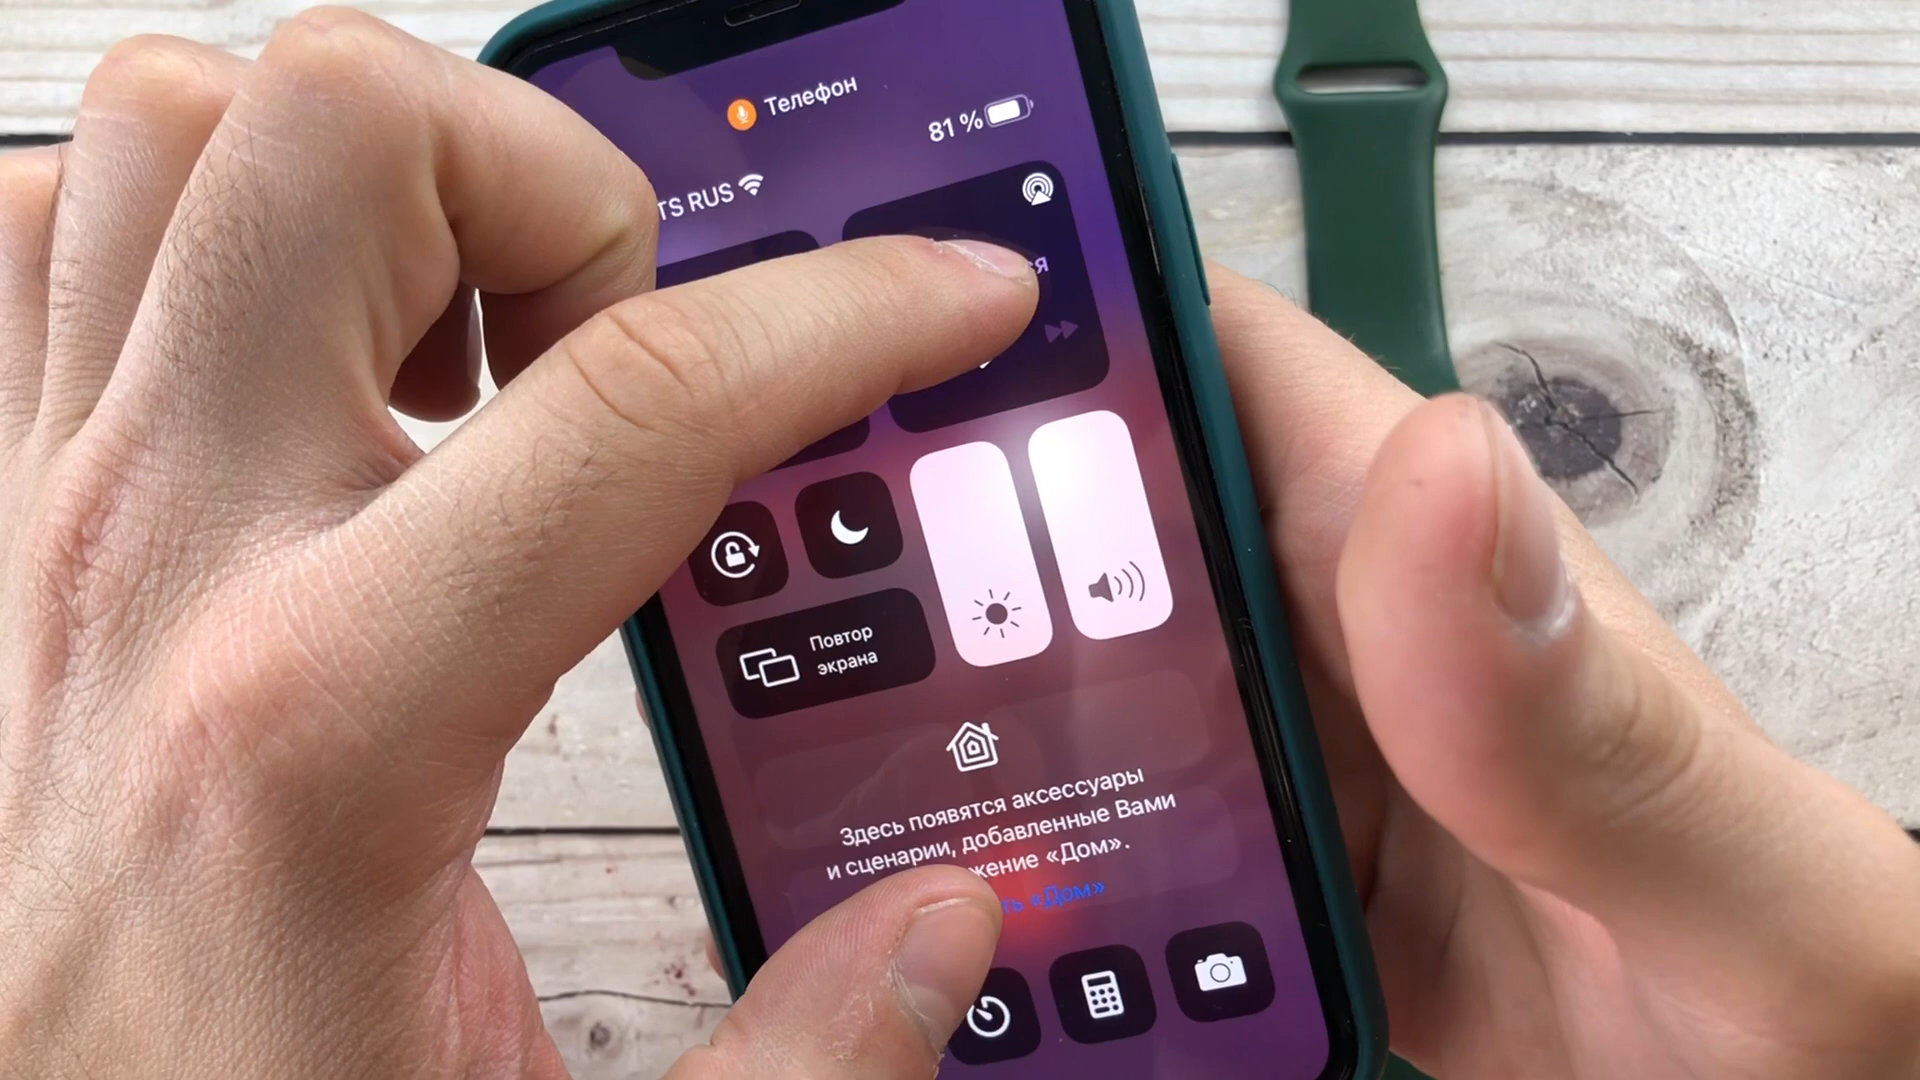 Телефон
81 %
TS RUS
Повтор
экрана
Здесь появятся аксессуары
и сценарии, добавленные Вами
«Дом».
«Дом»